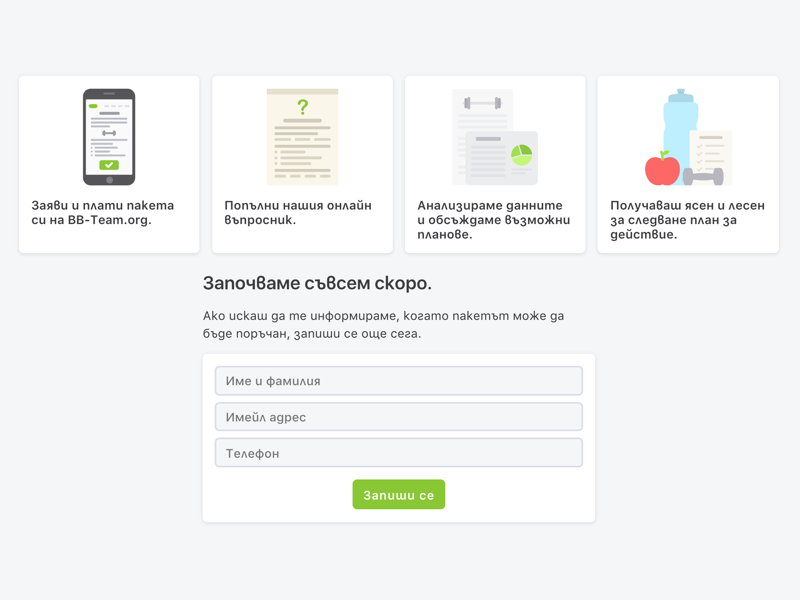 ?
Заяви и плати пакета
си на BB-Team.org.
Попълни нашия онлайн
въпросник.
Анализираме данните
и обсъждаме възможни
планове.
Получаваш ясен и лесен
за следване план за
действие.
Започваме съвсем скоро.
Ако искаш да те информираме, когато пакетът може да
бъде поръчан, запиши се още сега.
Име и фамилия
Имейл адрес
Телефон
Запиши се